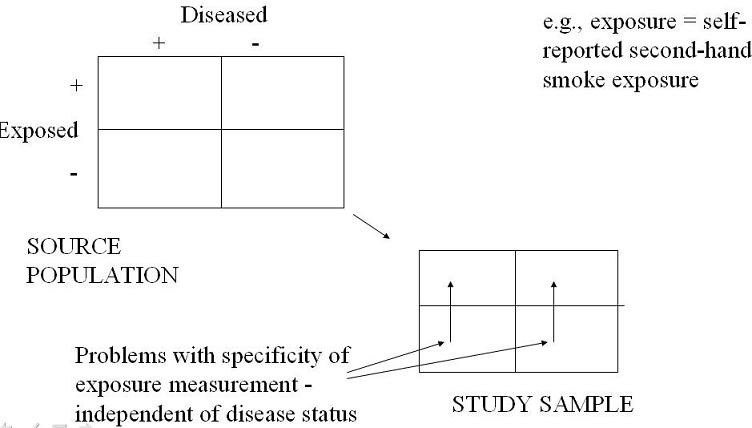 Diseased
+ -
e.g., exposure = self-
reported second-hand
smoke exposure
+
Exposed
-
SOURCE
POPULATION
Problems with specificity of
exposure measurement -
independent of disease status
STUDY SAMPLE